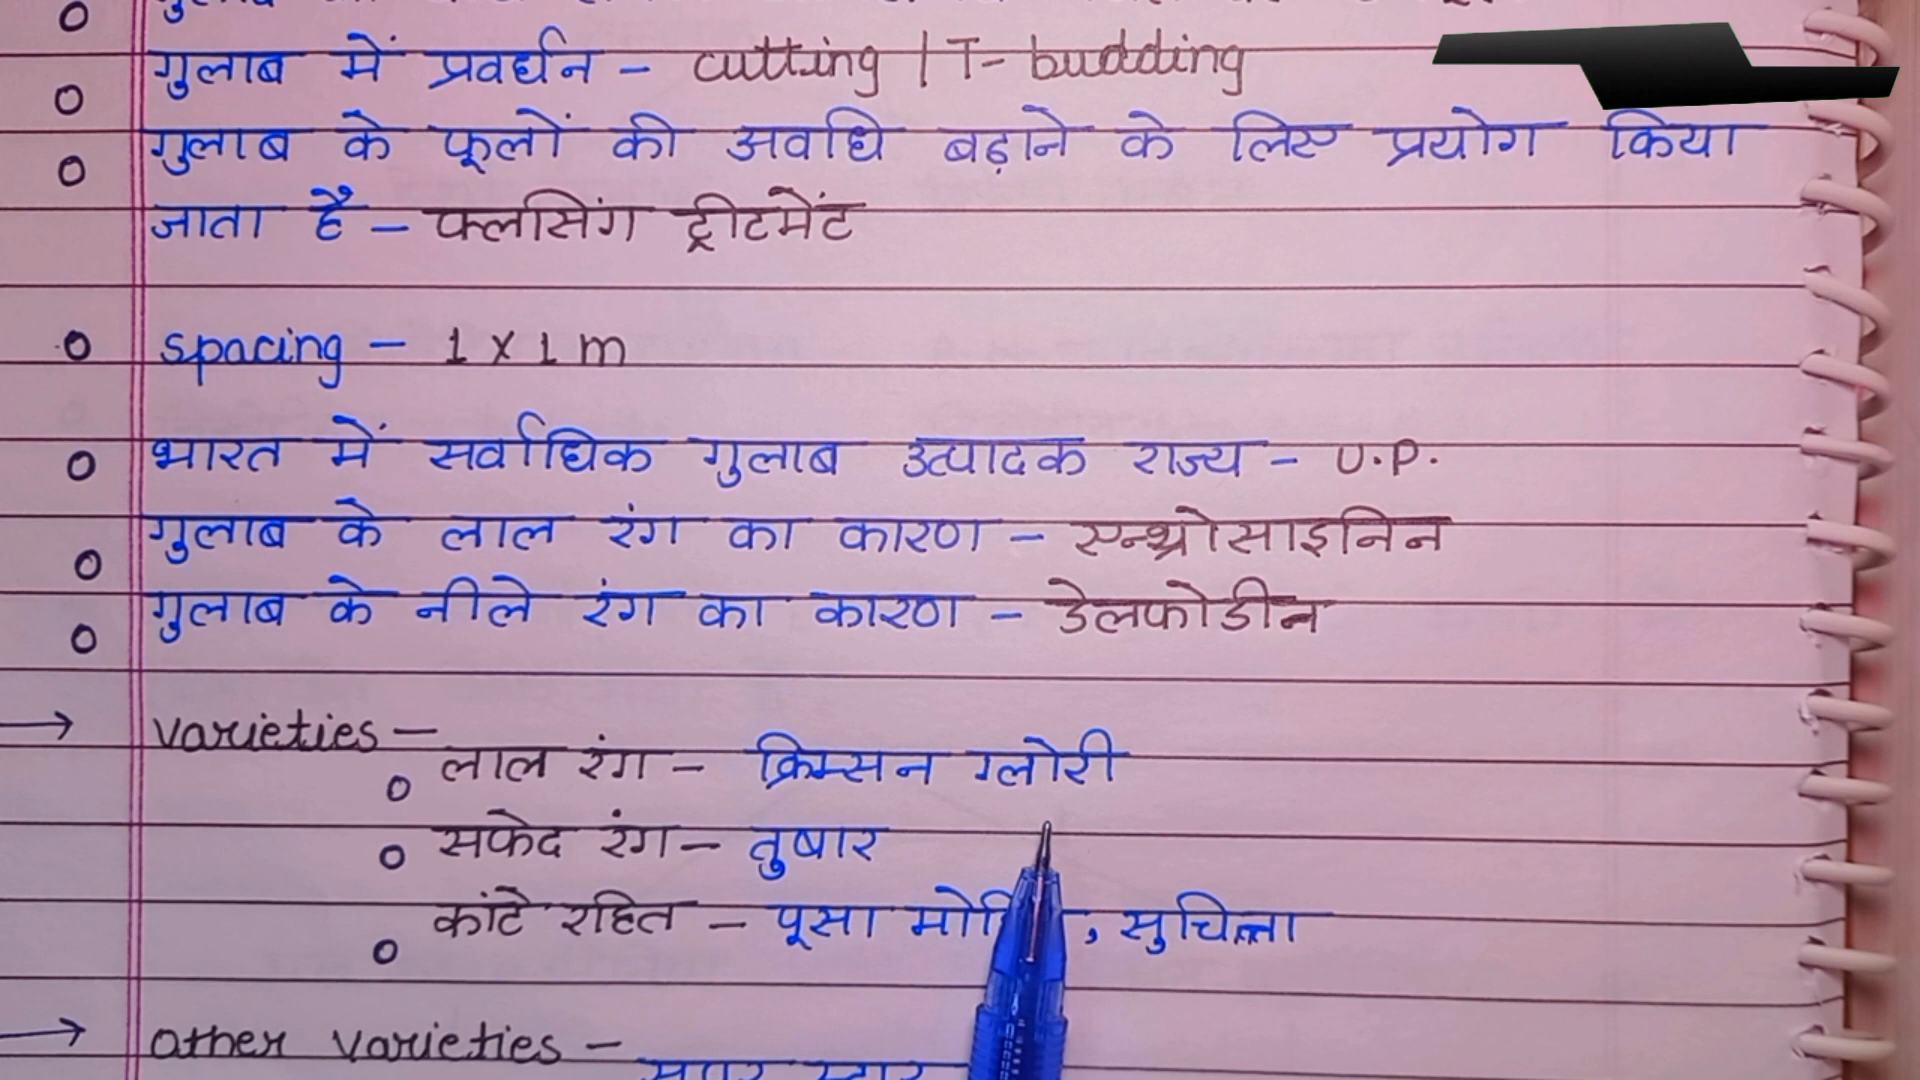 गुलाब में प्रवर्धन - cutting / T- budding
गुलाब के फूलों की अवधि बढ़ाने के लिए प्रयोग किया
जाता है - फ्लसिंग ट्रीटमेंट
spacing - 1 x 1 m
भारत में सर्वाधिक गुलाब उत्पादक राज्य - U.P.
गुलाब के लाल रंग का कारण - एन्थ्रोसाइनिन
गुलाब के नीले रंग का कारण - डेलफोडीन
varieties -
लाल रंग - क्रिम्सन ग्लोरी
सफेद रंग - तुषार
कांटे रहित - पूसा , सुचित्ता
other varieties -